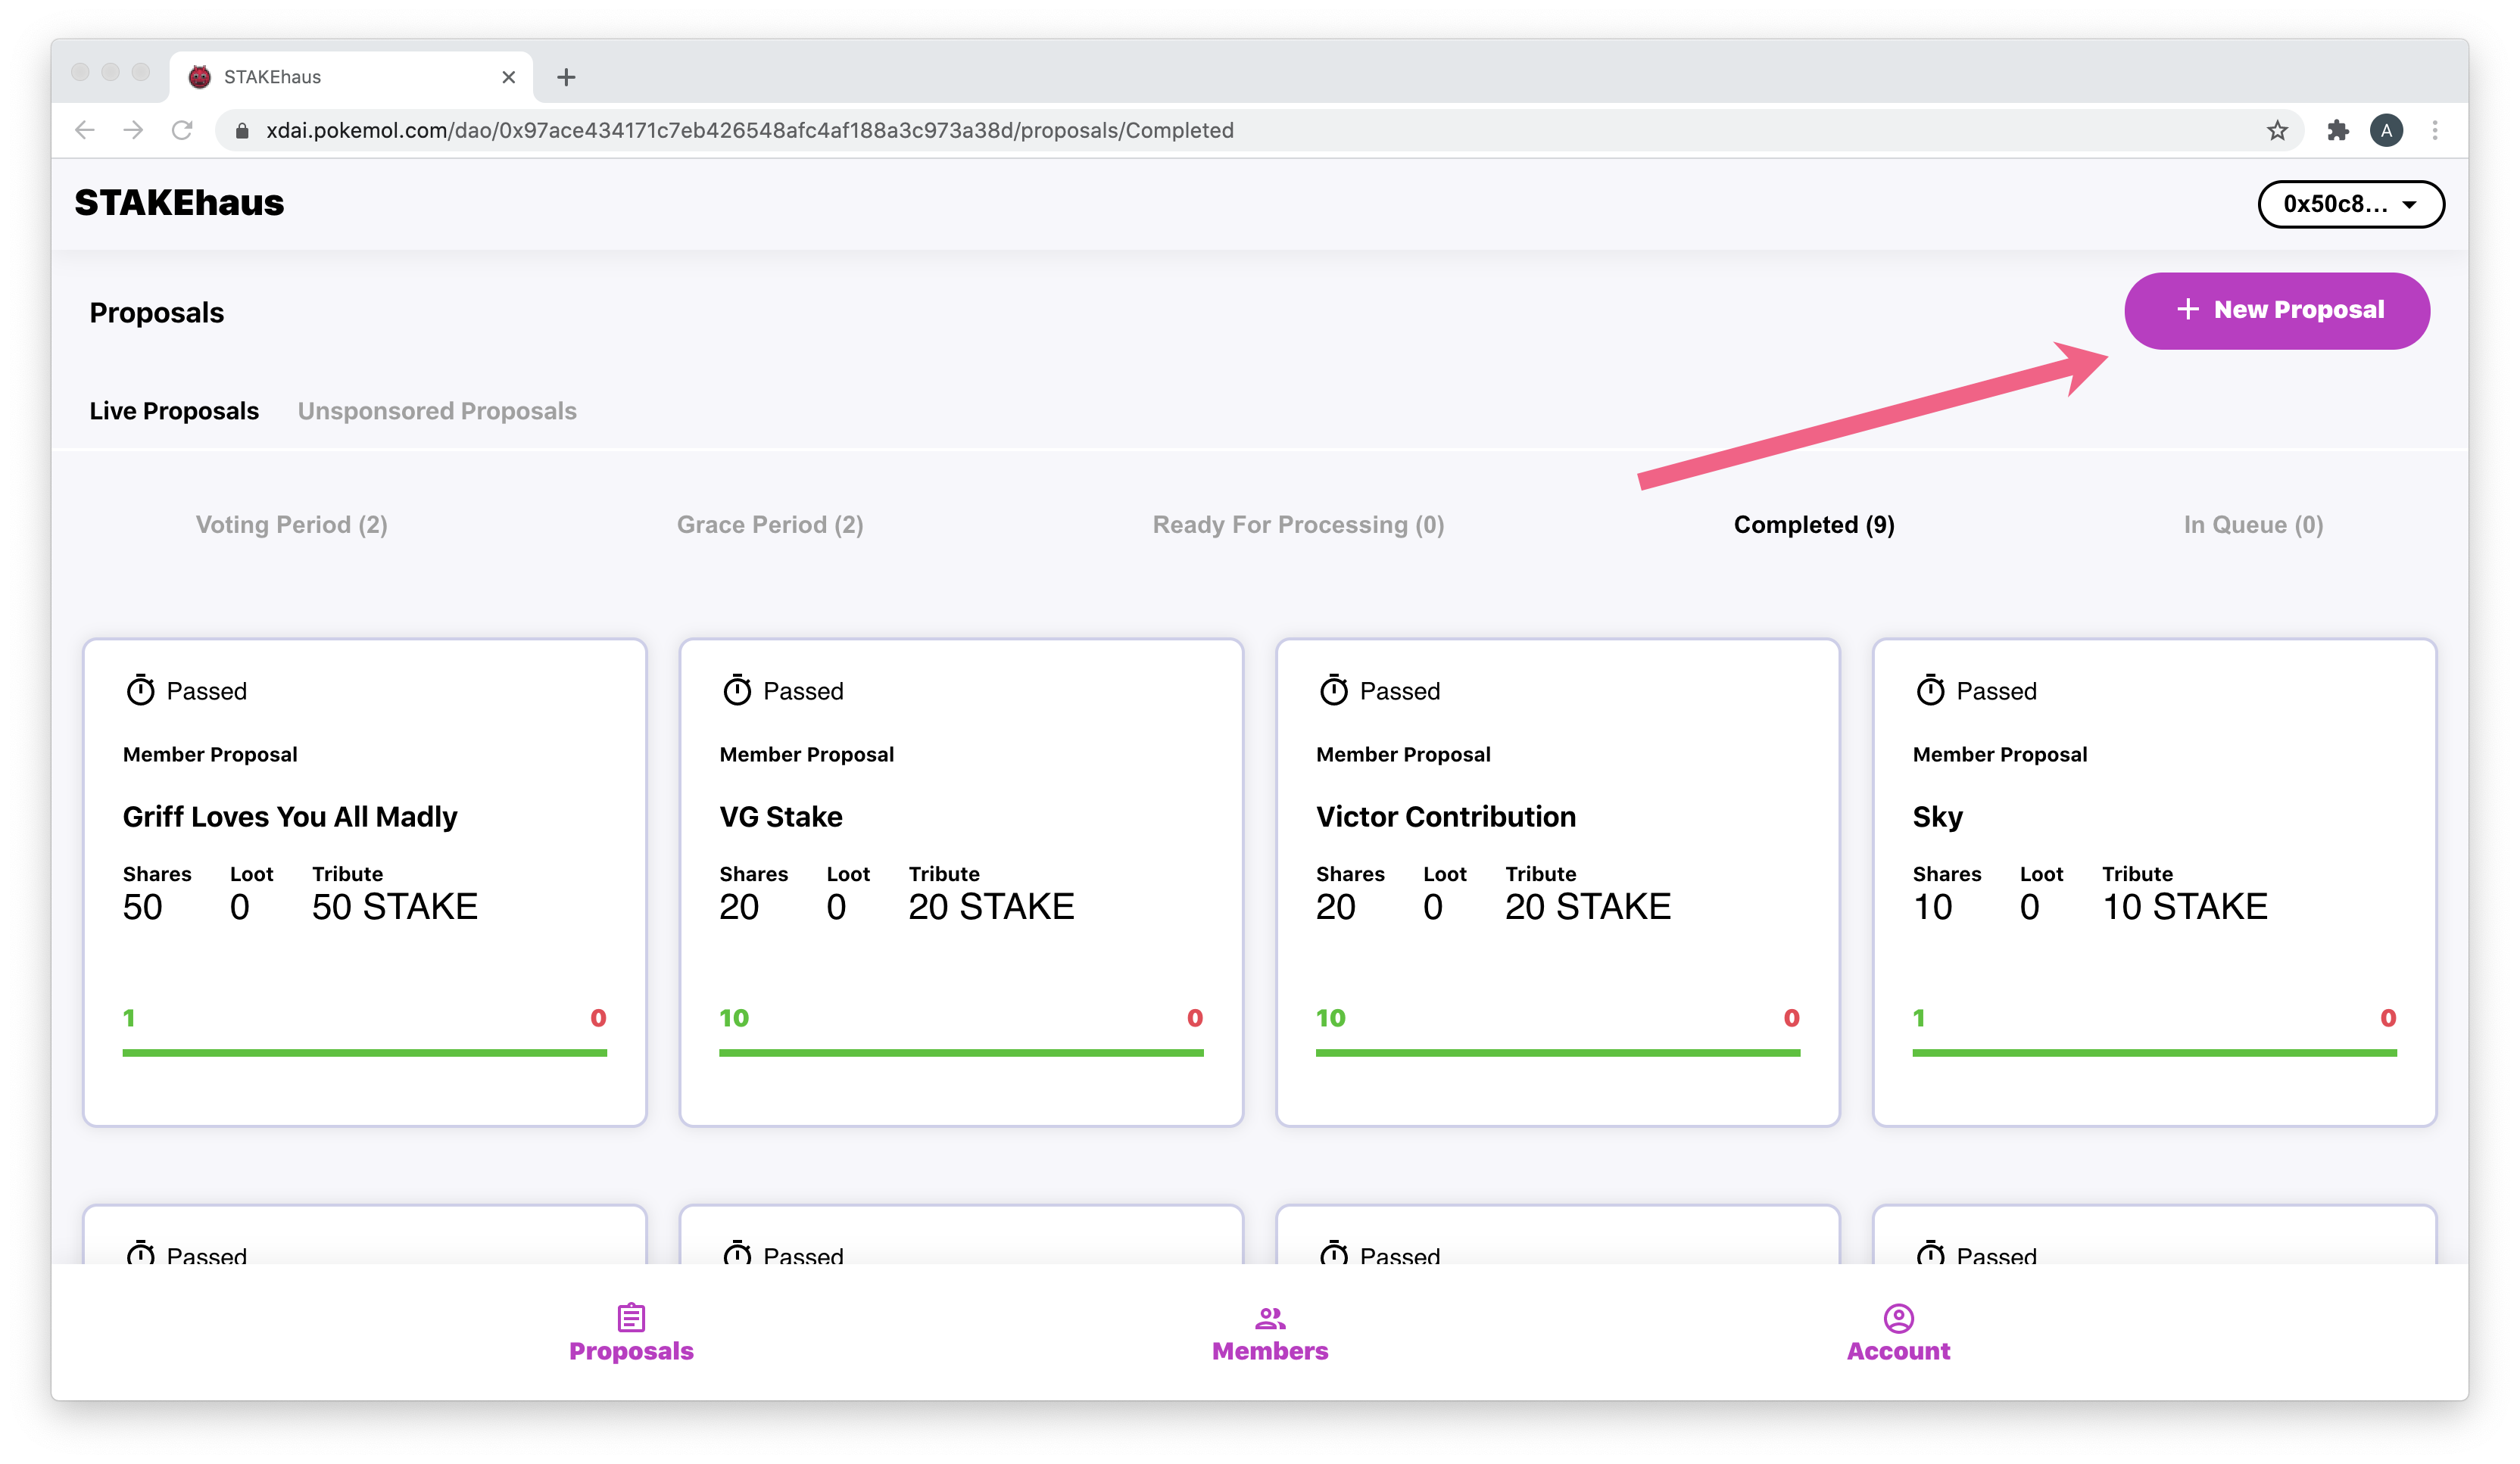 STAKEhaus
xdai.pokemol.com/dao/0x97ace434171c7eb426548afc4af188a3c973a38d/proposals/Completed
A
STAKEhaus
0x50c8...
Proposals
+ New Proposal
Live Proposals Unsponsored Proposals
Voting Period (2) Grace Period (2) Ready For Processing (0) Completed (9) In Queue (0)
Passed
Member Proposal
Griff Loves You All Madly
Shares Loot Tribute
50 0 50 STAKE
1 0
Passed
Member Proposal
VG Stake
Shares Loot Tribute
20 0 20 STAKE
10 0
Passed
Member Proposal
Victor Contribution
Shares Loot Tribute
20 0 20 STAKE
10 0
Passed
Member Proposal
Sky
Shares Loot Tribute
10 0 10 STAKE
1 0
Passed Passed Passed Passed
Proposals Members Account